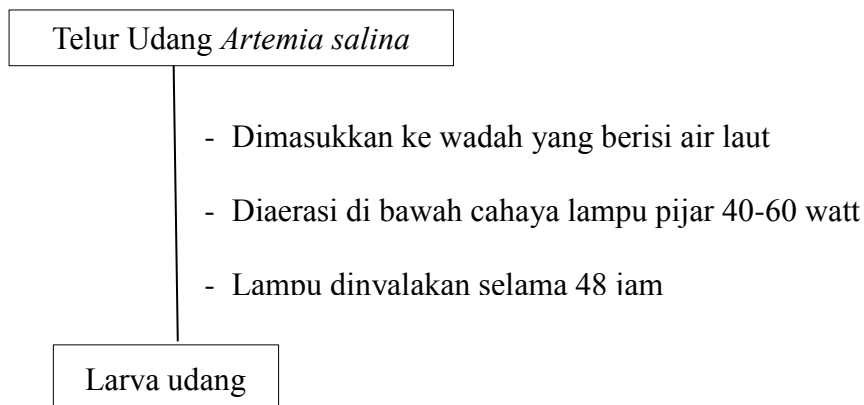 Telur Udang Artemia salina
- Dimasukkan ke wadah yang berisi air laut
- Diaerasi di bawah cahaya lampu pijar 40-60 watt
- Lampu dinyalakan selama 48 jam
Larva udang